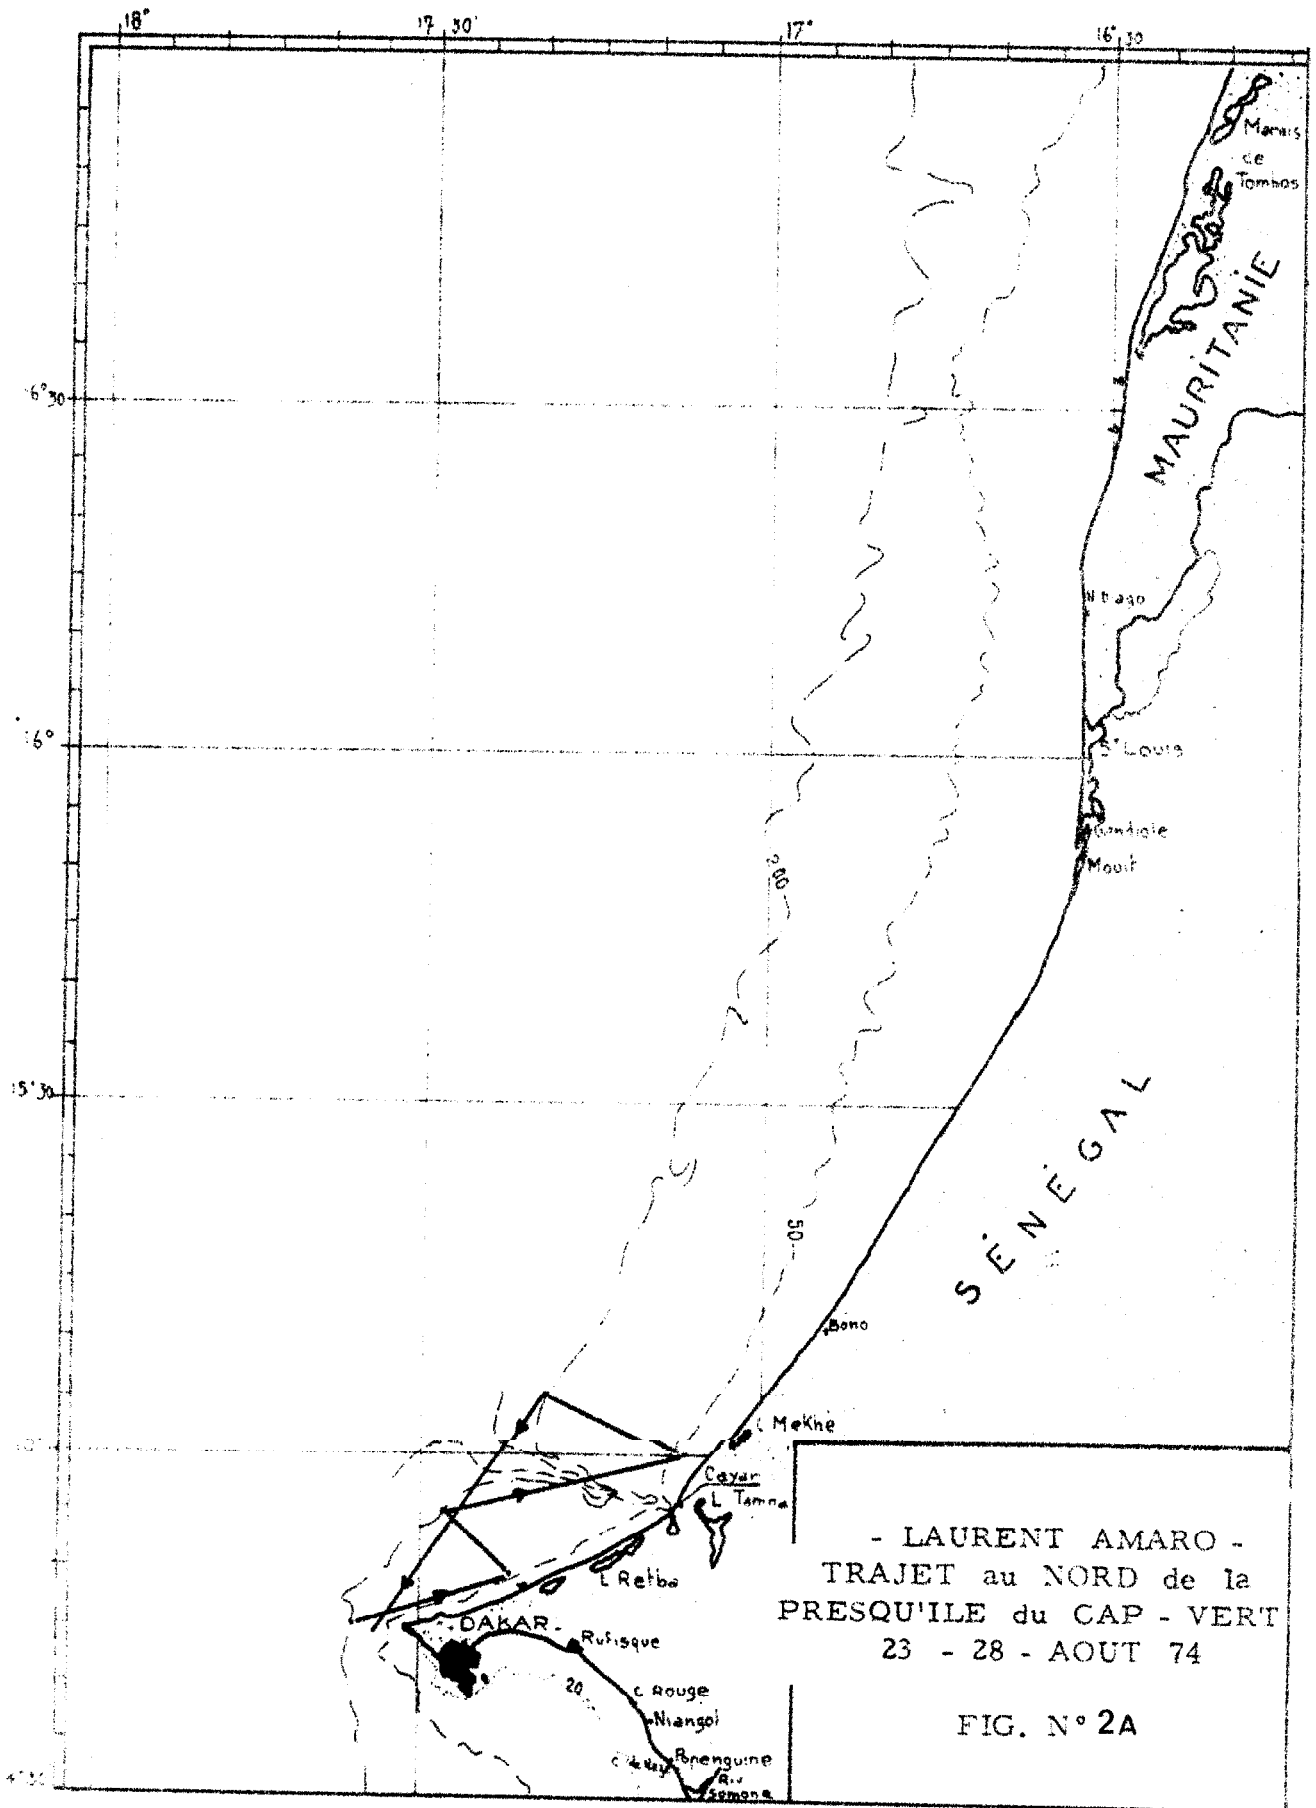 18°
17 30'
17°
16° 30
Marais
de
Tombos
MAURITANIE
6°30
N Diago
16°
St Louis
Gandiole
Mouit
200
15°30
SÉNÉGAL
50
Bono
L MeKhé
Cayar
L Tamna
L Retba
-DAKAR-
Rufisque
20
C Rouge
Niangol
Popenguine
Riv
Somone
- LAURENT AMARO -
TRAJET au NORD de la
PRESQU'ILE du CAP - VERT
23 - 28 - AOUT 74
FIG. N° 2A